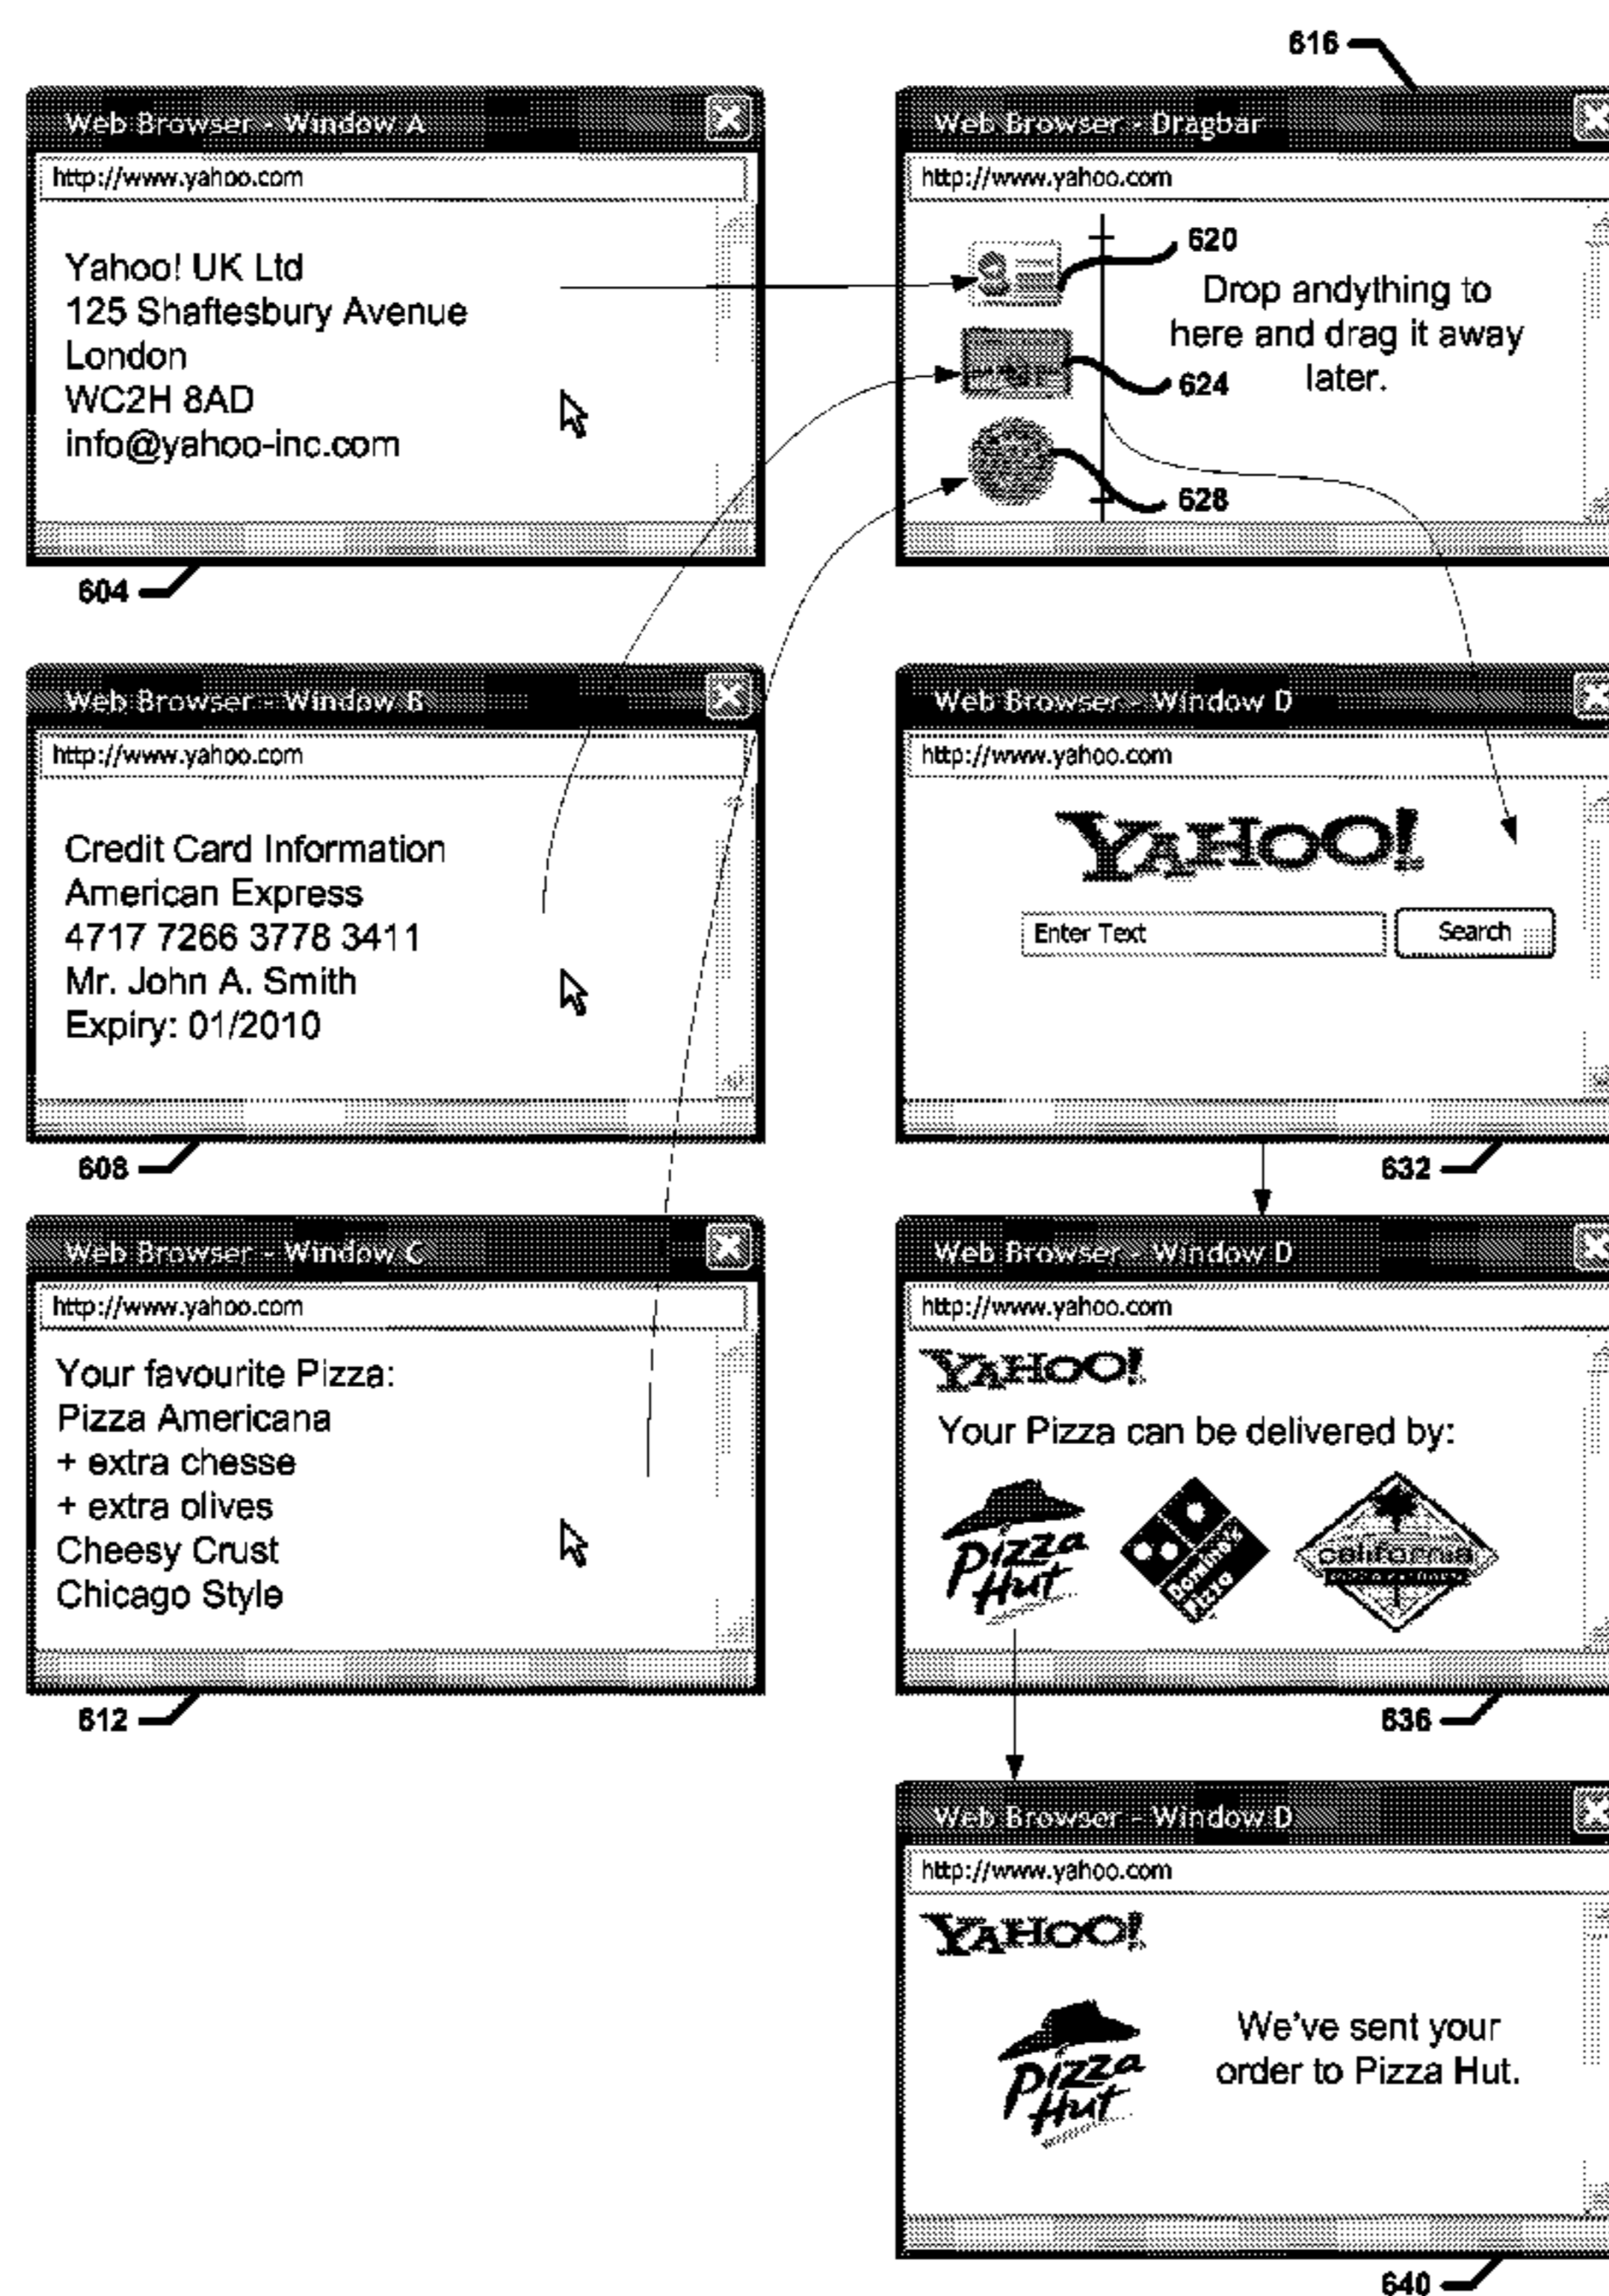 616
Web Browser - Window A
http://www.yahoo.com
Yahoo! UK Ltd
125 Shaftesbury Avenue
London
WC2H 8AD
info@yahoo-inc.com
604
Web Browser - Dragbar
http://www.yahoo.com
620
Drop andything to
here and drag it away
later.
624
628
Web Browser - Window B
http://www.yahoo.com
Credit Card Information
American Express
4717 7266 3778 3411
Mr. John A. Smith
Expiry: 01/2010
608
Web Browser - Window D
http://www.yahoo.com
YAHOO!
Enter Text
Search
632
Web Browser - Window C
http://www.yahoo.com
Your favourite Pizza:
Pizza Americana
+ extra chesse
+ extra olives
Cheesy Crust
Chicago Style
612
Web Browser - Window D
http://www.yahoo.com
YAHOO!
Your Pizza can be delivered by:
Pizza
Hut
Domino's
Pizza
california
636
Web Browser - Window D
http://www.yahoo.com
YAHOO!
Pizza
Hut
We've sent your
order to Pizza Hut.
640